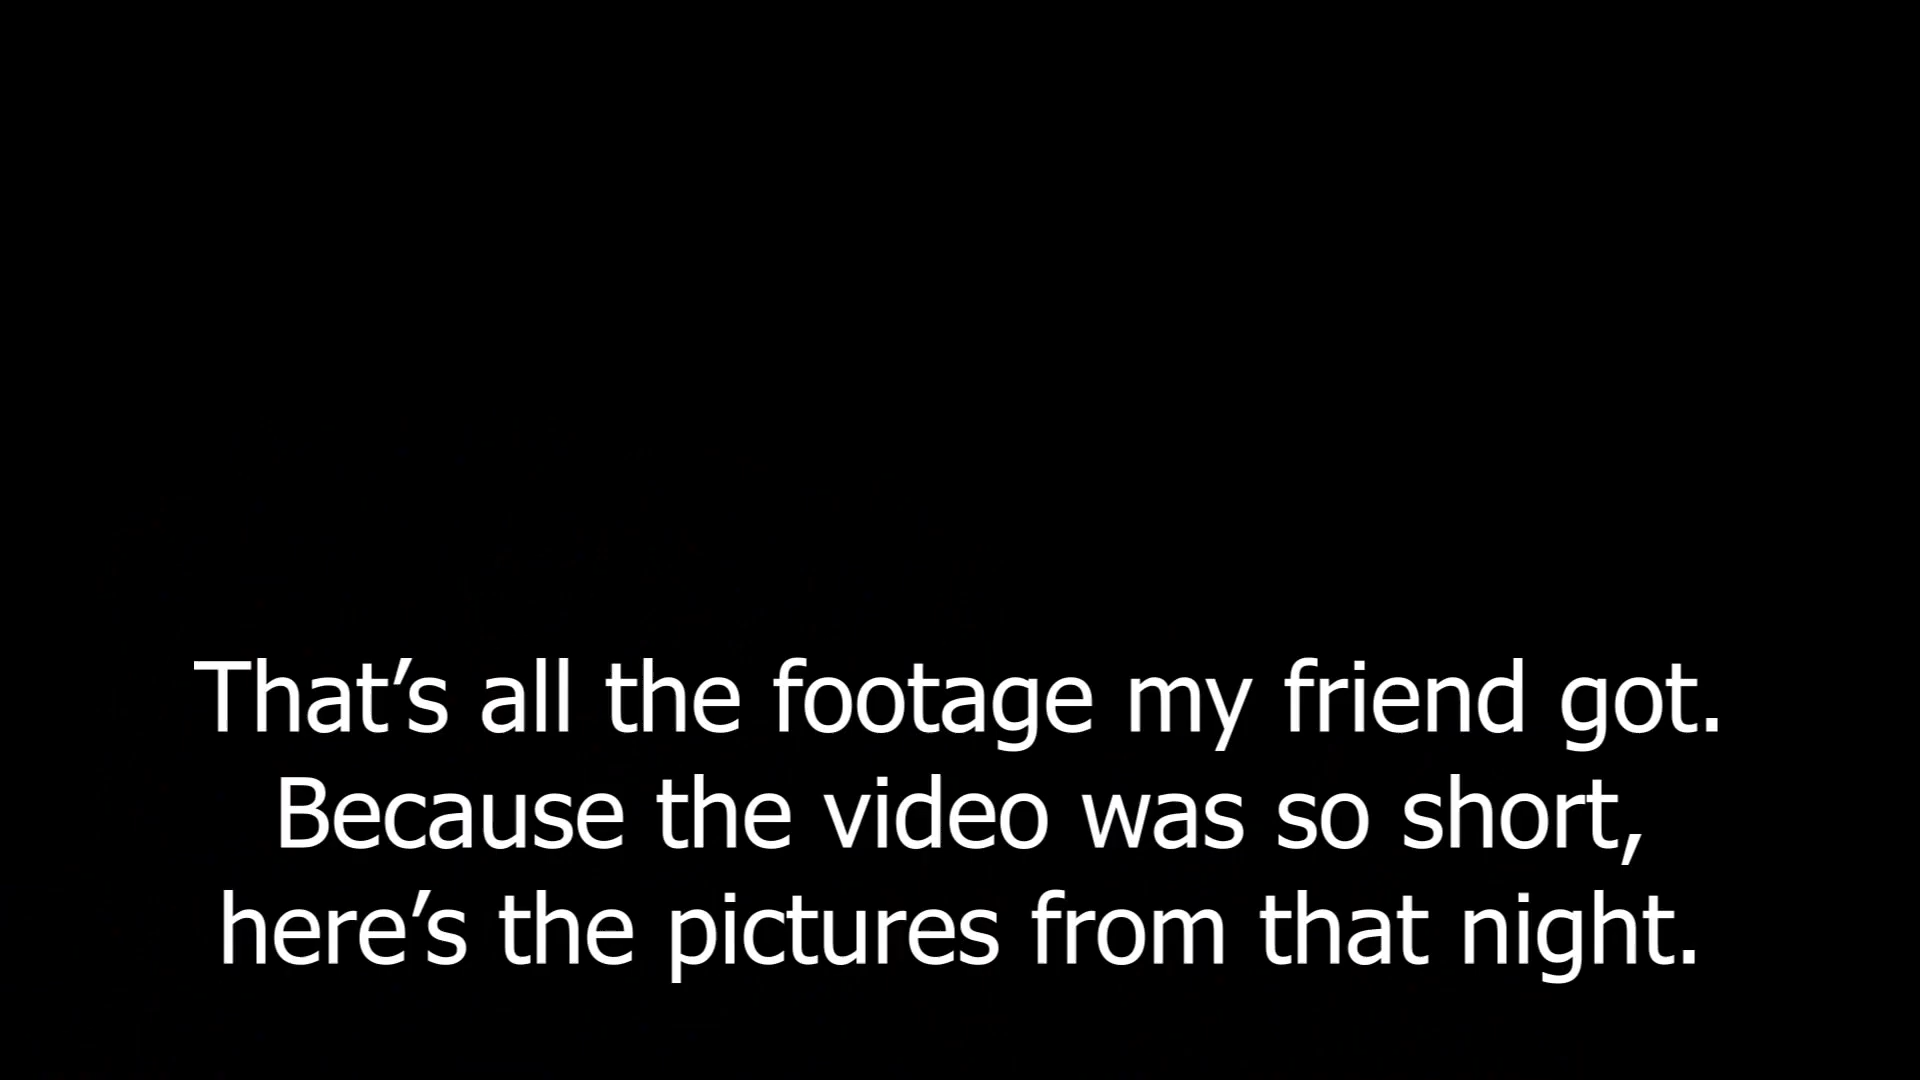 That’s all the footage my friend got.
Because the video was so short,
here’s the pictures from that night.